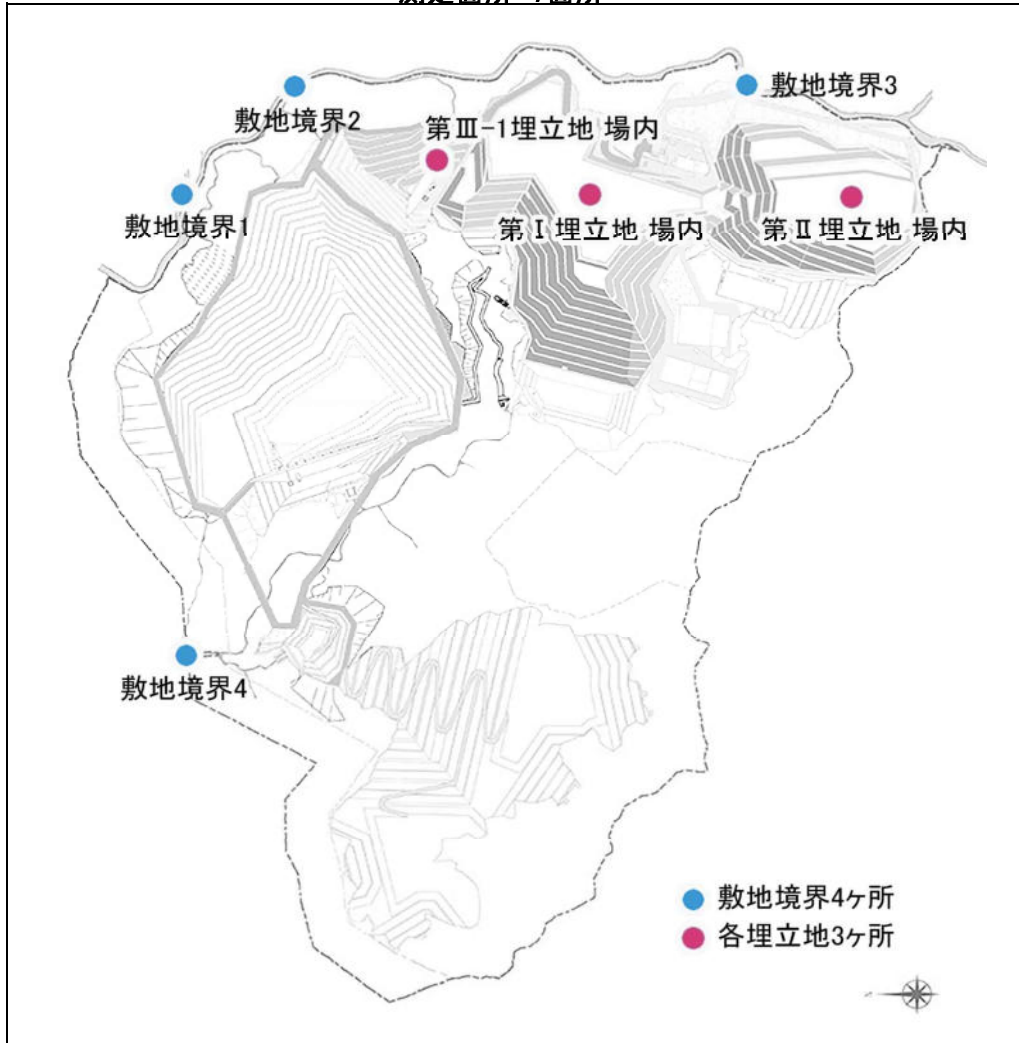 敷地境界3
敷地境界2
第Ⅲ-1埋立地 場内
敷地境界1
第Ⅰ埋立地 場内
第Ⅱ埋立地 場内
敷地境界4
敷地境界4ヶ所
各埋立地3ヶ所